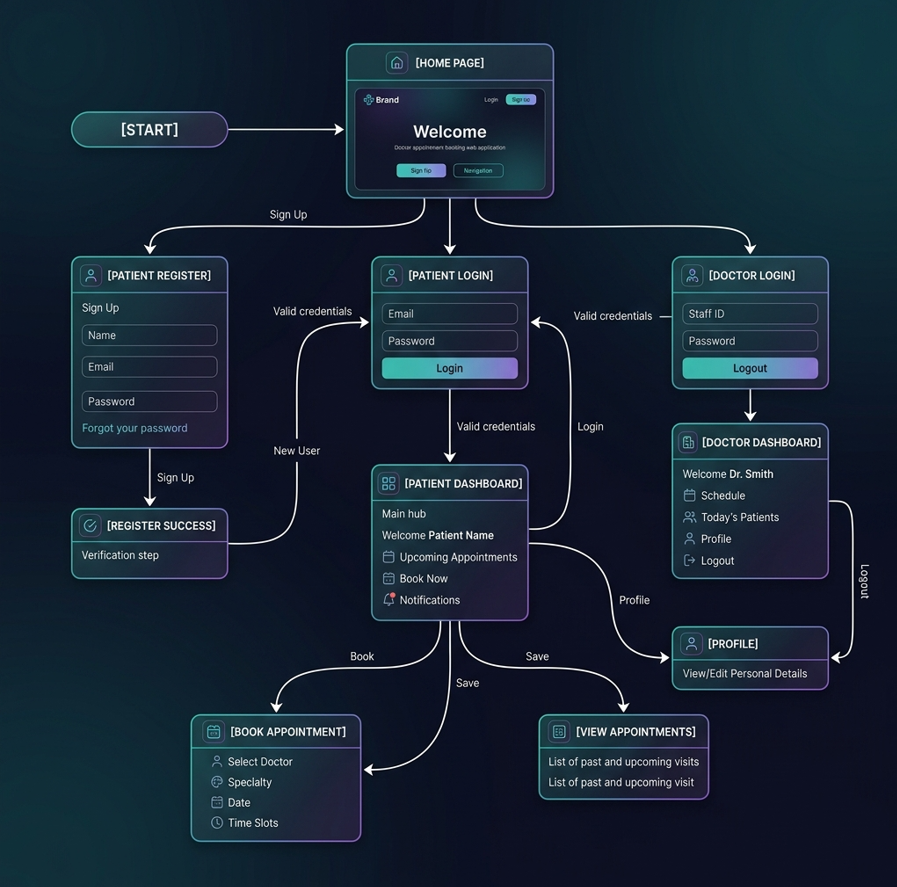 [HOME PAGE]
Brand
Login
Sign oc
Welcome
Doctor appointment booking web application
Sign hp
Navigation
[START]
Sign Up
[PATIENT REGISTER]
Sign Up
Name
Email
Password
Forgot your password
Sign Up
[REGISTER SUCCESS]
Verification step
Valid credentials
New User
[PATIENT LOGIN]
Email
Password
Login
Valid credentials
Login
[PATIENT DASHBOARD]
Main hub
Welcome Patient Name
Upcoming Appointments
Book Now
Notifications
Valid credentials
[DOCTOR LOGIN]
Staff ID
Password
Logout
[DOCTOR DASHBOARD]
Welcome Dr. Smith
Schedule
Today's Patients
Profile
Logout
Logout
Profile
[PROFILE]
View/Edit Personal Details
Book
Save
Save
[BOOK APPOINTMENT]
Select Doctor
Specialty
Date
Time Slots
[VIEW APPOINTMENTS]
List of past and upcoming visits
List of past and upcoming visit